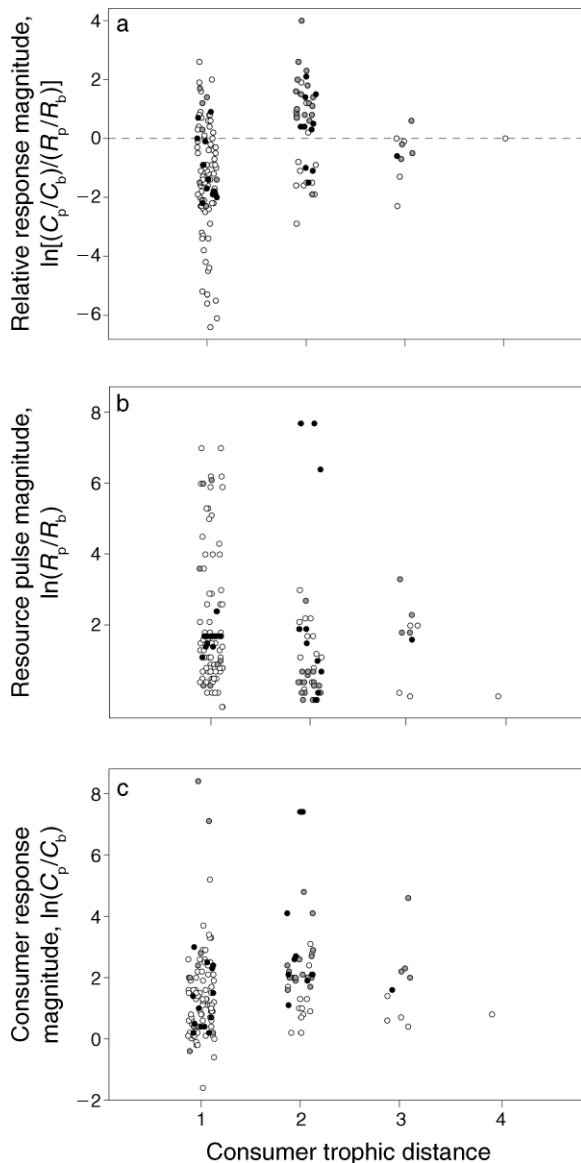 a
Relative response magnitude,
ln[(Cp/Cb)/(Rp/Rb)]
4
2
0
−2
−4
−6
b
Resource pulse magnitude,
ln(Rp/Rb)
8
6
4
2
c
Consumer response
magnitude, ln(Cp/Cb)
8
6
4
2
0
−2
1 2 3 4
Consumer trophic distance